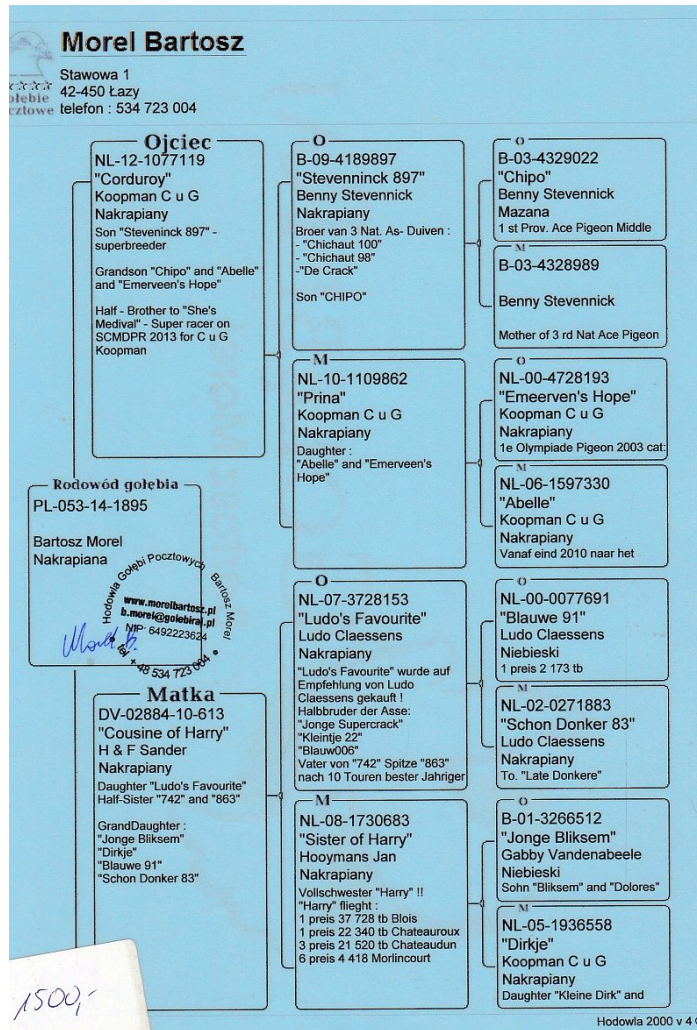 Morel Bartosz
Stawowa 1
42-450 Łazy
telefon : 534 723 004
Ojciec
NL-12-1077119
"Corduroy"
Koopman C u G
Nakrapiany
Son "Steveninck 897" -
superbreeder
Grandson "Chipo" and "Abelle"
and "Emerveen's Hope"
Half - Brother to "She's
Medival" - Super racer on
SCMDPR 2013 for C u G
Koopman
O
B-09-4189897
"Stevenninck 897"
Benny Stevennick
Nakrapiany
Broer van 3 Nat. As- Duiven :
- "Chichaut 100"
- "Chichaut 98"
-"De Crack"
Son "CHIPO"
O
B-03-4329022
"Chipo"
Benny Stevennick
Mazana
1 st Prov. Ace Pigeon Middle
M
B-03-4328989
Benny Stevennick
Mother of 3 rd Nat Ace Pigeon
M
NL-10-1109862
"Prina"
Koopman C u G
Nakrapiany
Daughter :
"Abelle" and "Emerveen's
Hope"
O
NL-00-4728193
"Emeerven's Hope"
Koopman C u G
Nakrapiany
1e Olympiade Pigeon 2003 cat:
M
NL-06-1597330
"Abelle"
Koopman C u G
Nakrapiany
Vanaf eind 2010 naar het
Rodowód gołębia
PL-053-14-1895
Bartosz Morel
Nakrapiana
Hodowla Gołębi Pocztowych Bartosz Morel
www.morelbartosz.pl
b.morel@golebiraj.pl
NIP: 6492223624
tel + 48 534 723 004
Matka
DV-02884-10-613
"Cousine of Harry"
H & F Sander
Nakrapiany
Daughter "Ludo's Favourite"
Half-Sister "742" and "863"
GrandDaughter :
"Jonge Bliksem"
"Dirkje"
"Blauwe 91"
"Schon Donker 83"
O
NL-07-3728153
"Ludo's Favourite"
Ludo Claessens
Nakrapiany
"Ludo's Favourite" wurde auf
Empfehlung von Ludo
Claessens gekauft !
Halbbruder der Asse:
"Jonge Supercrack"
"Kleintje 22"
"Blauw006"
Vater von "742" Spitze "863"
nach 10 Touren bester Jahriger
O
NL-00-0077691
"Blauwe 91"
Ludo Claessens
Niebieski
1 preis 2 173 tb
M
NL-02-0271883
"Schon Donker 83"
Ludo Claessens
Nakrapiany
To. "Late Donkere"
M
NL-08-1730683
"Sister of Harry"
Hooymans Jan
Nakrapiany
Vollschwester "Harry" !!
"Harry" flieght :
1 preis 37 728 tb Blois
1 preis 22 340 tb Chateauroux
3 preis 21 520 tb Chateaudun
6 preis 4 418 Morlincourt
O
B-01-3266512
"Jonge Bliksem"
Gabby Vandenabeele
Niebieski
Sohn "Bliksem" and "Dolores"
M
NL-05-1936558
"Dirkje"
Koopman C u G
Nakrapiany
Daughter "Kleine Dirk" and
1500,-
Hodowla 2000 v 4